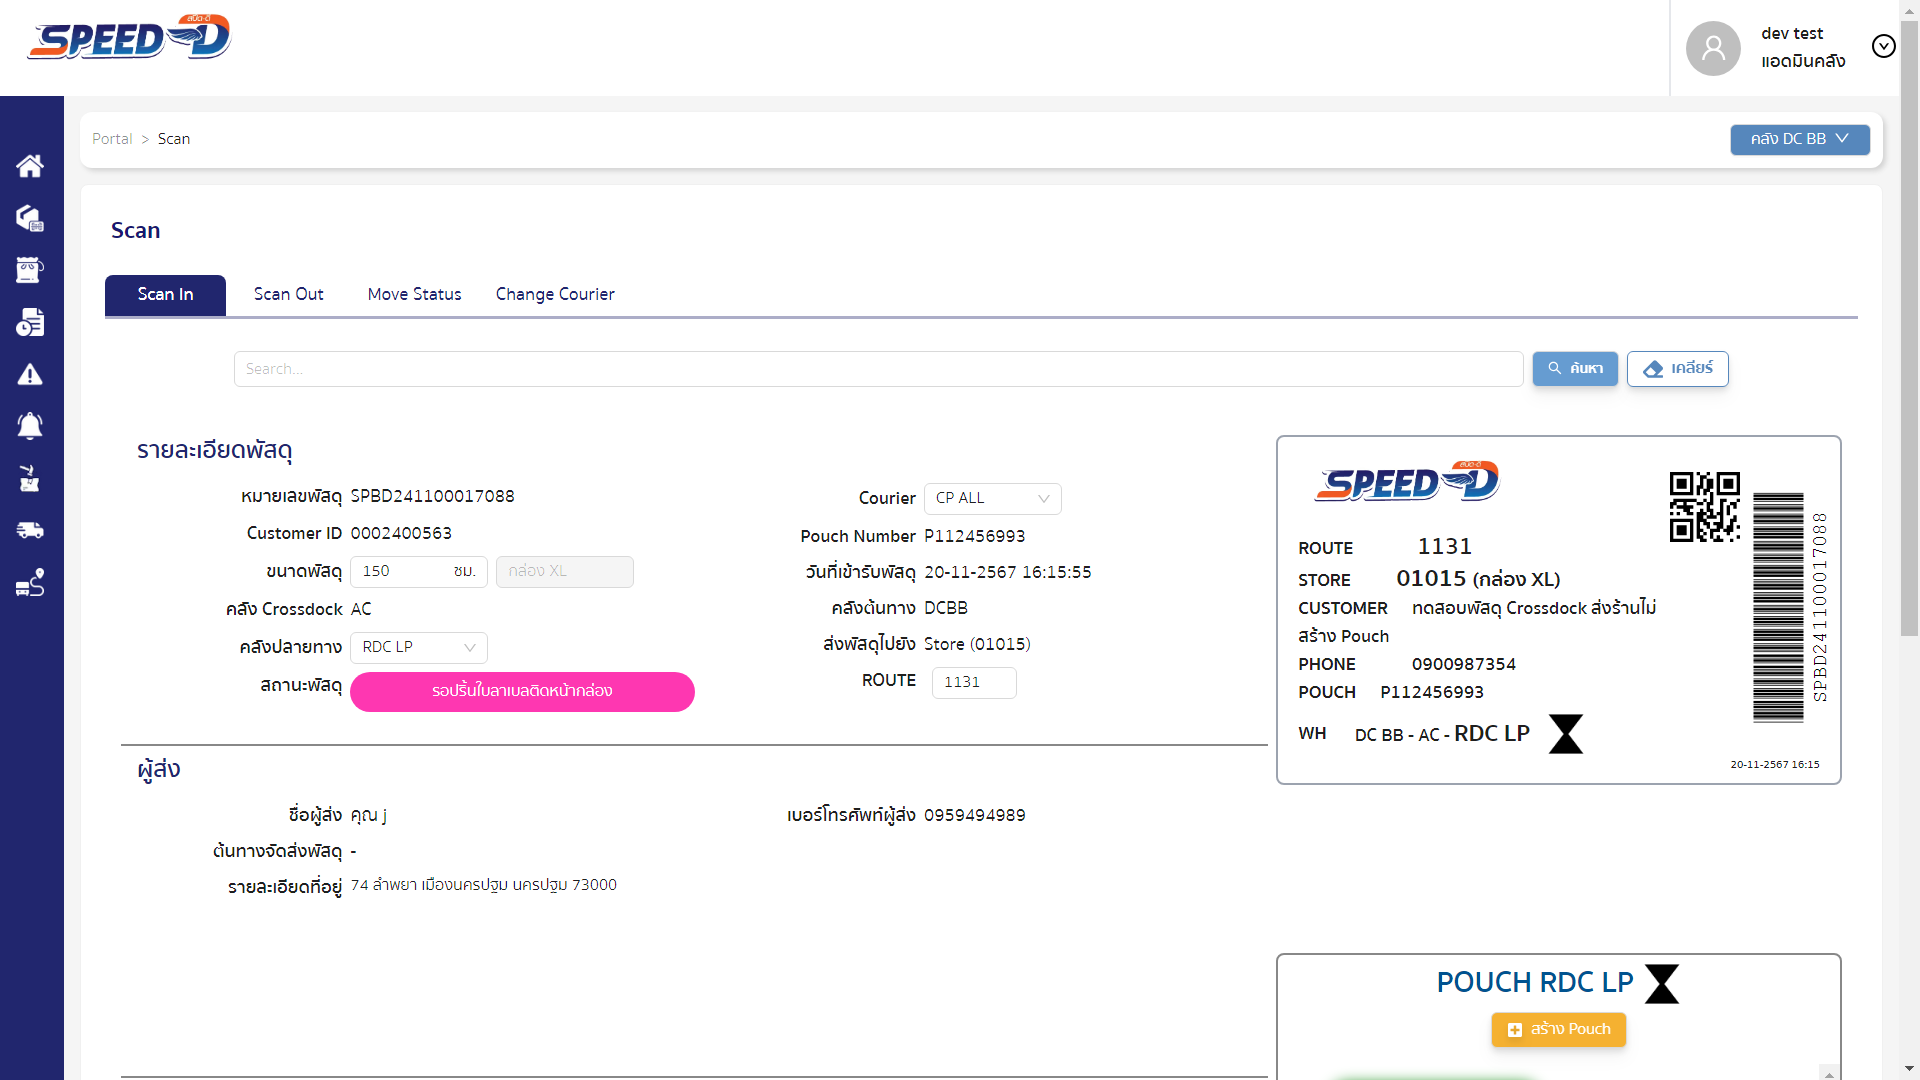 SPEED-D
สปีด-ดี
dev test
แอดมินคลัง
Portal > Scan
คลัง DC BB
Scan
Scan In
Scan Out
Move Status
Change Courier
Search...
ค้นหา
เคลียร์
รายละเอียดพัสดุ
หมายเลขพัสดุ SPBD241100017088
Customer ID 0002400563
ขนาดพัสดุ 150 ซม. กล่อง XL
คลัง Crossdock AC
คลังปลายทาง RDC LP
สถานะพัสดุ รอปริ้นใบลาเบลติดหน้ากล่อง
Courier CP ALL
Pouch Number P112456993
วันที่เข้ารับพัสดุ 20-11-2567 16:15:55
คลังต้นทาง DCBB
ส่งพัสดุไปยัง Store (01015)
ROUTE 1131
SPEED-D
สปีด-ดี
ROUTE 1131
STORE 01015 (กล่อง XL)
CUSTOMER ทดสอบพัสดุ Crossdock ส่งร้านไม่
สร้าง Pouch
PHONE 0900987354
POUCH P112456993
WH DC BB - AC - RDC LP
SPBD241100017088
20-11-2567 16:15
ผู้ส่ง
ชื่อผู้ส่ง คุณ j
เบอร์โทรศัพท์ผู้ส่ง 0959494989
ต้นทางจัดส่งพัสดุ -
รายละเอียดที่อยู่ 74 ลำพยา เมืองนครปฐม นครปฐม 73000
POUCH RDC LP
สร้าง Pouch